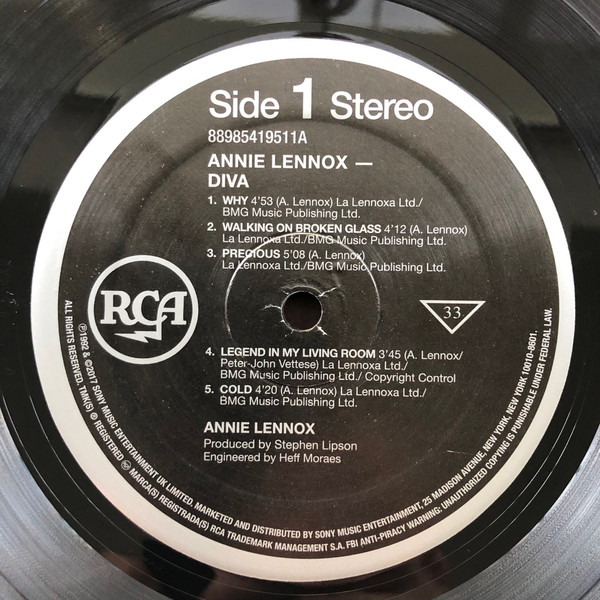 Side 1 Stereo
88985419511A
ANNIE LENNOX —
DIVA
1. WHY 4'53 (A. Lennox) La Lennoxa Ltd./
BMG Music Publishing Ltd.
2. WALKING ON BROKEN GLASS 4'12 (A. Lennox)
La Lennoxa Ltd./BMG Music Publishing Ltd.
3. PRECIOUS 5'08 (A. Lennox)
La Lennoxa Ltd./BMG Music Publishing Ltd.
RCA
33
4. LEGEND IN MY LIVING ROOM 3'45 (A. Lennox/
Peter-John Vettese) La Lennoxa Ltd./
BMG Music Publishing Ltd./ Copyright Control
5. COLD 4'20 (A. Lennox) La Lennoxa Ltd./
BMG Music Publishing Ltd.
ANNIE LENNOX
Produced by Stephen Lipson
Engineered by Heff Moraes
℗1992 & ©2017 SONY MUSIC ENTERTAINMENT UK LIMITED. MARKETED AND DISTRIBUTED BY SONY MUSIC ENTERTAINMENT, 25 MADISON AVENUE, NEW YORK, NEW YORK 10010-8601.
ALL RIGHTS RESERVED. TMK(S) ® REGISTERED Ⓜ MARCA(S) REGISTRADA(S) RCA TRADEMARK MANAGEMENT S.A. FBI ANTI-PIRACY WARNING: UNAUTHORIZED COPYING IS PUNISHABLE UNDER FEDERAL LAW.